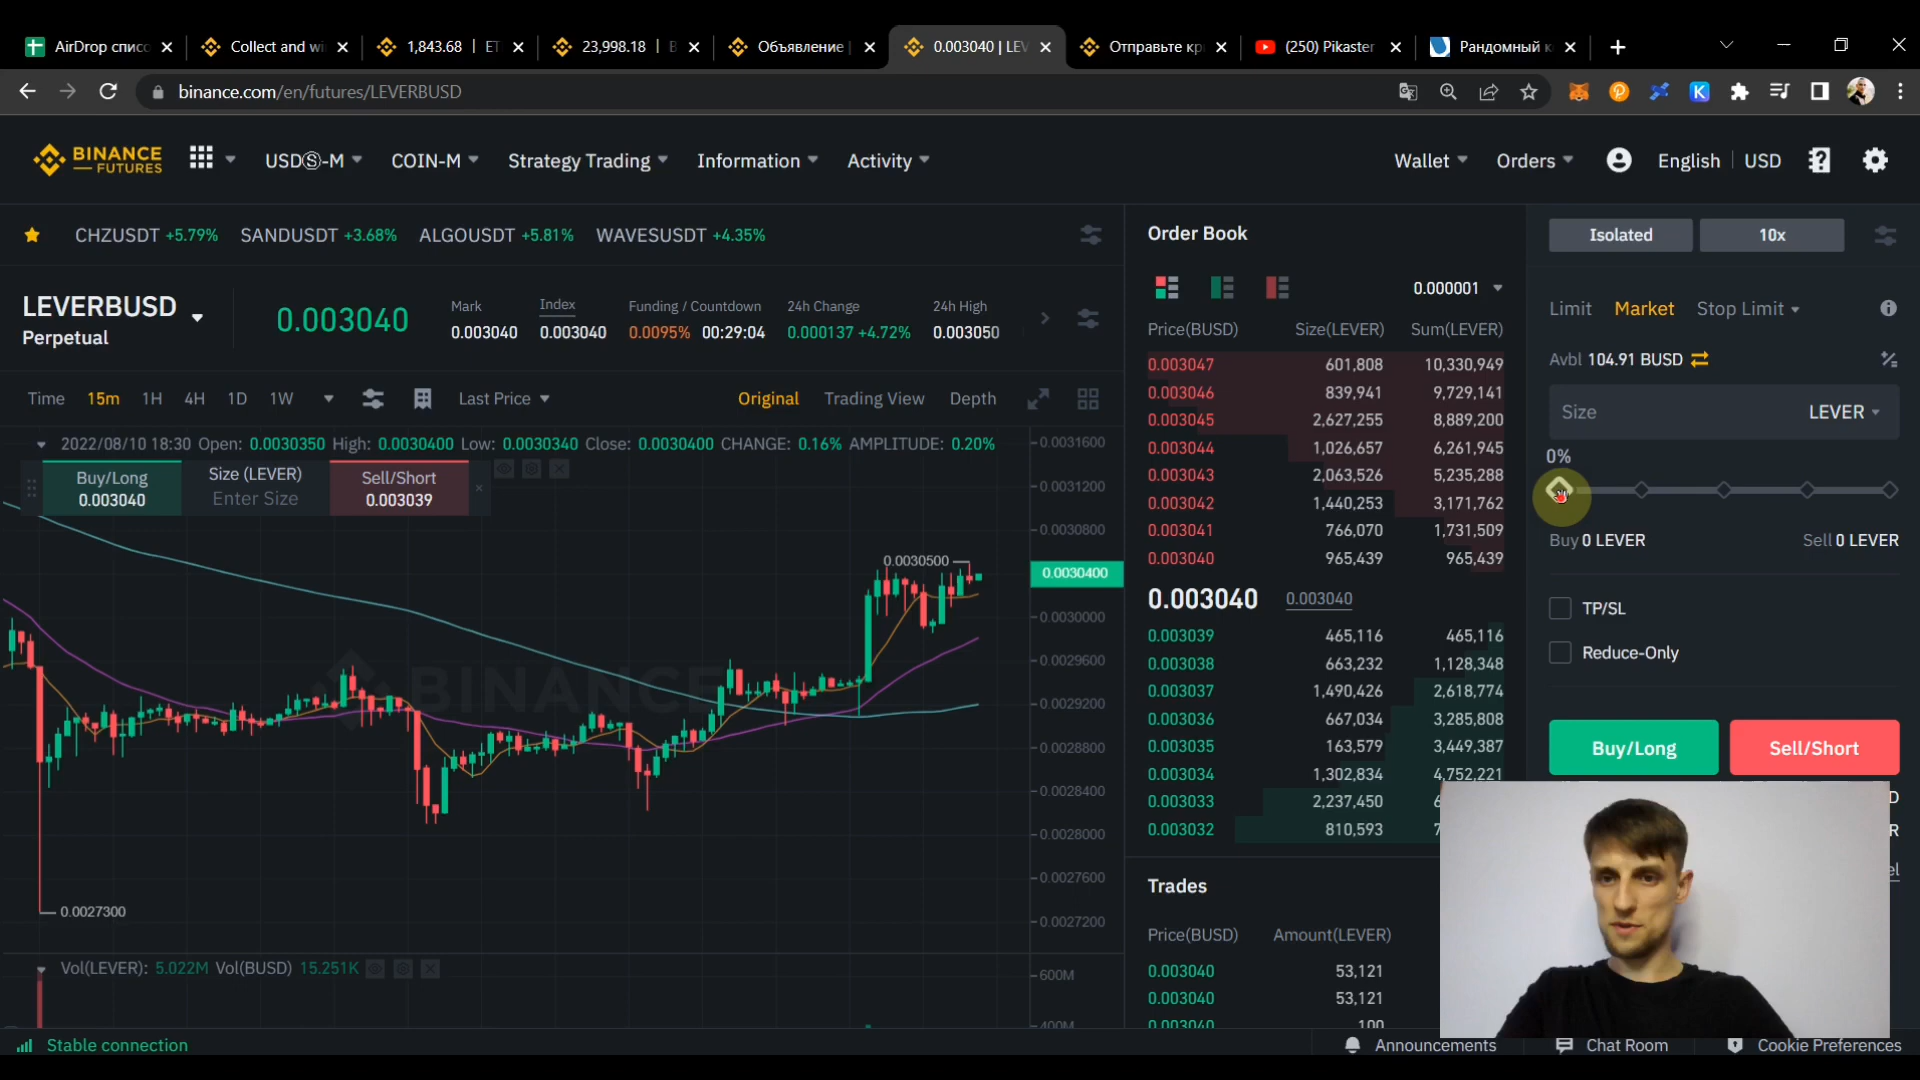 AirDrop списо
Collect and wi
1,843.68 | ET
23,998.18 | B
Объявление |
0.003040 | LEV
Отправьте кр
(250) Pikaster
Рандомный к
binance.com/en/futures/LEVERBUSD
BINANCE
FUTURES
USDⓈ-M
COIN-M
Strategy Trading
Information
Activity
Wallet
Orders
English
USD
CHZUSDT +5.79% SANDUSDT +3.68% ALGOUSDT +5.81% WAVESUSDT +4.35%
LEVERBUSD
Perpetual
0.003040
Mark
0.003040
Index
0.003040
Funding / Countdown
0.0095% 00:29:04
24h Change
0.000137 +4.72%
24h High
0.003050
Time 15m 1H 4H 1D 1W
Last Price
Original Trading View Depth
2022/08/10 18:30 Open: 0.0030350 High: 0.0030400 Low: 0.0030340 Close: 0.0030400 CHANGE: 0.16% AMPLITUDE: 0.20%
Buy/Long
0.003040
Size (LEVER)
Enter Size
Sell/Short
0.003039
0.0030500
0.0027300
BINANCE
0.0031600
0.0031200
0.0030800
0.0030400
0.0030000
0.0029600
0.0029200
0.0028800
0.0028400
0.0028000
0.0027600
0.0027200
Vol(LEVER): 5.022M Vol(BUSD) 15.251K
600M
400M
Order Book
0.000001
Price(BUSD) Size(LEVER) Sum(LEVER)
0.003047 601,808 10,330,949
0.003046 839,941 9,729,141
0.003045 2,627,255 8,889,200
0.003044 1,026,657 6,261,945
0.003043 2,063,526 5,235,288
0.003042 1,440,253 3,171,762
0.003041 766,070 1,731,509
0.003040 965,439 965,439
0.003040 0.003040
0.003039 465,116 465,116
0.003038 663,232 1,128,348
0.003037 1,490,426 2,618,774
0.003036 667,034 3,285,808
0.003035 163,579 3,449,387
0.003034 1,302,834 4,752,221
0.003033 2,237,450
0.003032 810,593
Trades
Price(BUSD) Amount(LEVER)
0.003040 53,121
0.003040 53,121
0.003040 100
Isolated
10x
Limit Market Stop Limit
Avbl 104.91 BUSD
Size
LEVER
0%
Buy 0 LEVER
Sell 0 LEVER
TP/SL
Reduce-Only
Buy/Long
Sell/Short
Stable connection
Announcements
Chat Room
Cookie Preferences